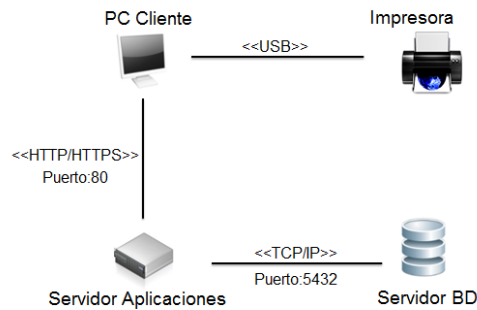 PC Cliente
Impresora
<<USB>>
<<HTTP/HTTPS>>
Puerto:80
<<TCP/IP>>
Puerto:5432
Servidor Aplicaciones
Servidor BD